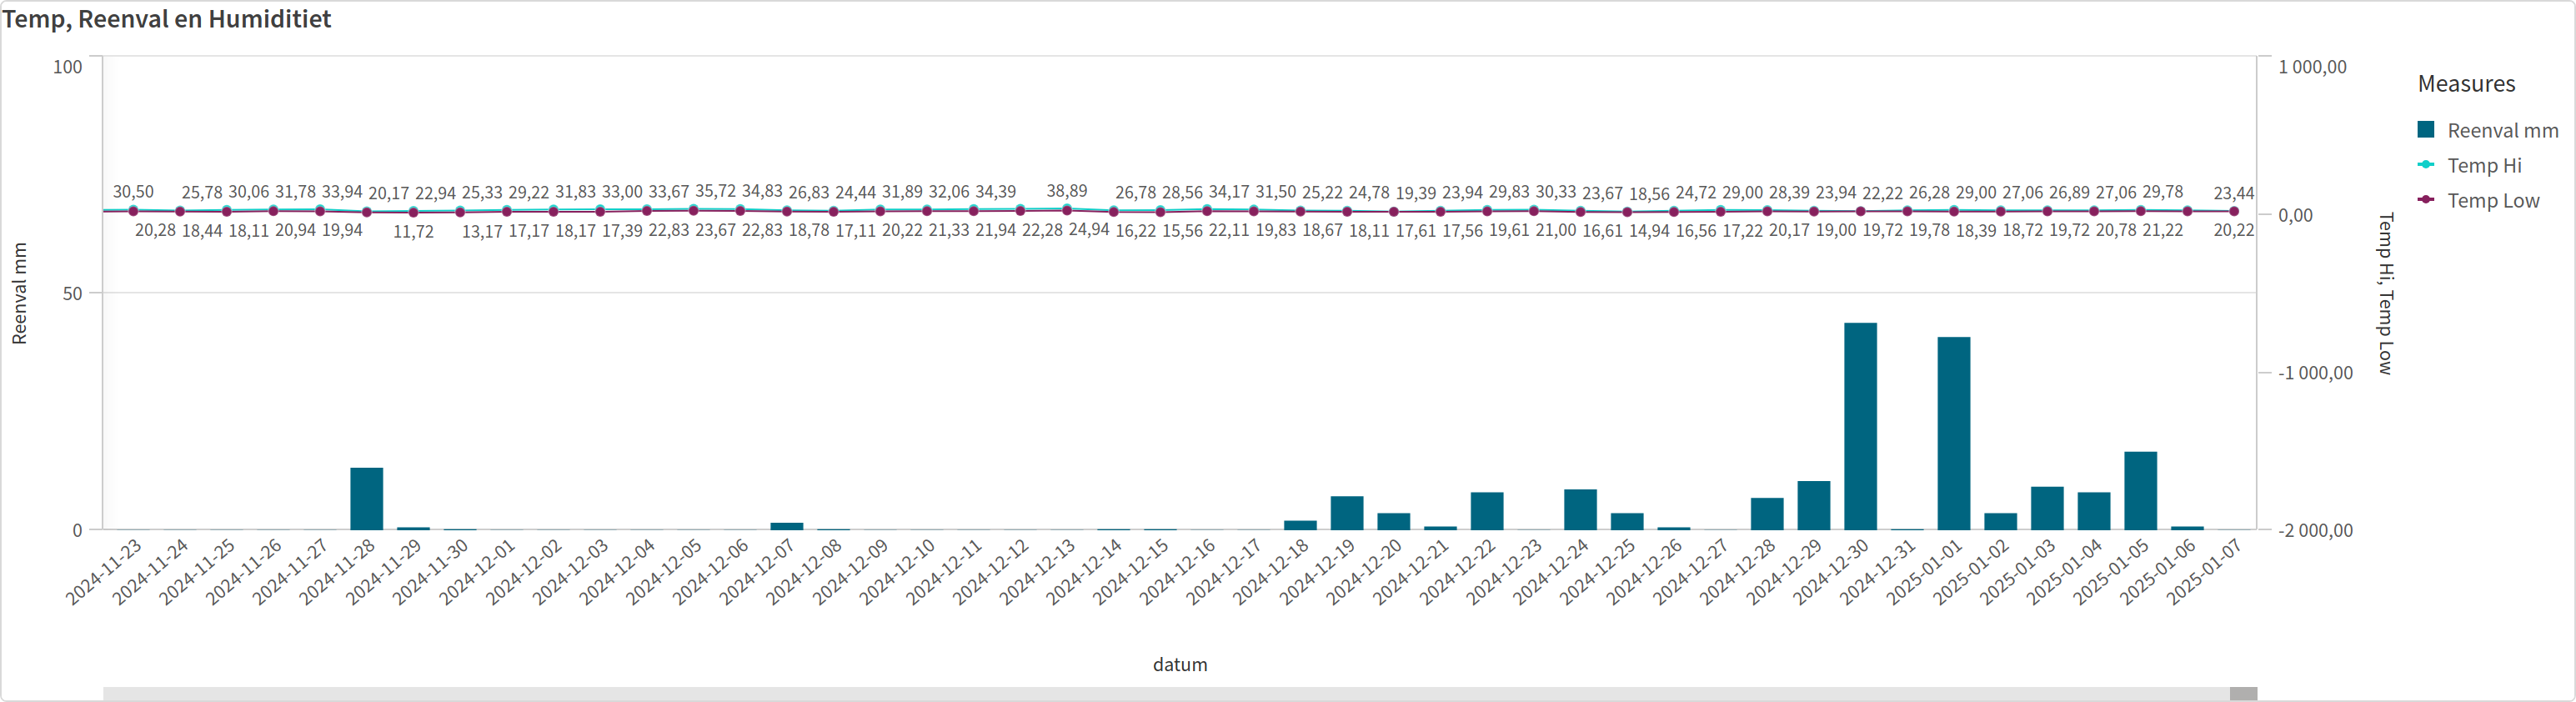 Temp, Reenval en Humiditiet
100
50
0
Reenval mm
30,50 25,78 30,06 31,78 33,94 20,17 22,94 25,33 29,22 31,83 33,00 33,67 35,72 34,83 26,83 24,44 31,89 32,06 34,39 38,89 26,78 28,56 34,17 31,50 25,22 24,78 19,39 23,94 29,83 30,33 23,67 18,56 24,72 29,00 28,39 23,94 22,22 26,28 29,00 27,06 26,89 27,06 29,78 23,44
20,28 18,44 18,11 20,94 19,94 11,72 13,17 17,17 18,17 17,39 22,83 23,67 22,83 18,78 17,11 20,22 21,33 21,94 22,28 24,94 16,22 15,56 22,11 19,83 18,67 18,11 17,61 17,56 19,61 21,00 16,61 14,94 16,56 17,22 20,17 19,00 19,72 19,78 18,39 18,72 19,72 20,78 21,22 20,22
1 000,00
0,00
-1 000,00
-2 000,00
Temp Hi, Temp Low
2024-11-23 2024-11-24 2024-11-25 2024-11-26 2024-11-27 2024-11-28 2024-11-29 2024-11-30 2024-12-01 2024-12-02 2024-12-03 2024-12-04 2024-12-05 2024-12-06 2024-12-07 2024-12-08 2024-12-09 2024-12-10 2024-12-11 2024-12-12 2024-12-13 2024-12-14 2024-12-15 2024-12-16 2024-12-17 2024-12-18 2024-12-19 2024-12-20 2024-12-21 2024-12-22 2024-12-23 2024-12-24 2024-12-25 2024-12-26 2024-12-27 2024-12-28 2024-12-29 2024-12-30 2024-12-31 2025-01-01 2025-01-02 2025-01-03 2025-01-04 2025-01-05 2025-01-06 2025-01-07
datum
Measures
Reenval mm
Temp Hi
Temp Low